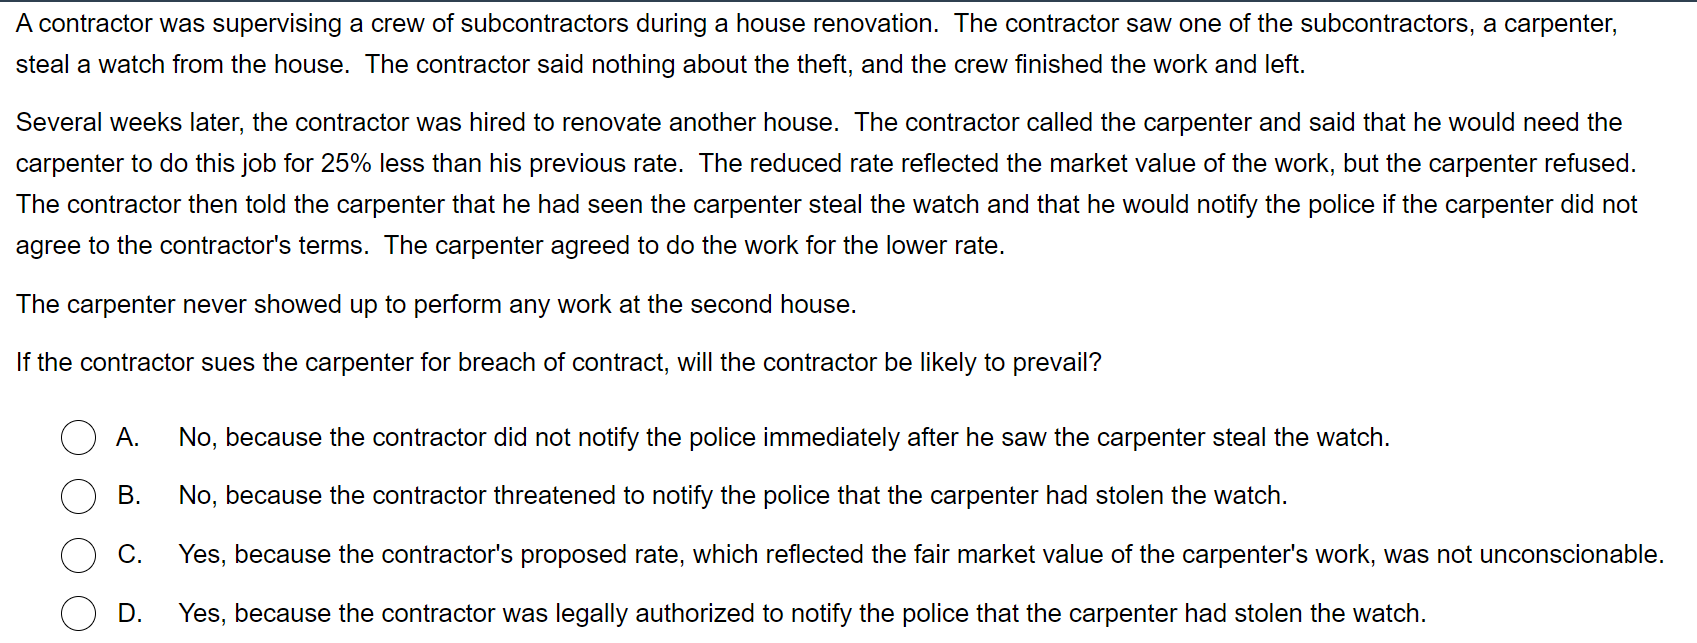 A contractor was supervising a crew of subcontractors during a house renovation.  The contractor saw one of the subcontractors, a carpenter,
steal a watch from the house.  The contractor said nothing about the theft, and the crew finished the work and left.
Several weeks later, the contractor was hired to renovate another house.  The contractor called the carpenter and said that he would need the
carpenter to do this job for 25% less than his previous rate.  The reduced rate reflected the market value of the work, but the carpenter refused.
The contractor then told the carpenter that he had seen the carpenter steal the watch and that he would notify the police if the carpenter did not
agree to the contractor's terms.  The carpenter agreed to do the work for the lower rate.
The carpenter never showed up to perform any work at the second house.
If the contractor sues the carpenter for breach of contract, will the contractor be likely to prevail?
A. No, because the contractor did not notify the police immediately after he saw the carpenter steal the watch.
B. No, because the contractor threatened to notify the police that the carpenter had stolen the watch.
C. Yes, because the contractor's proposed rate, which reflected the fair market value of the carpenter's work, was not unconscionable.
D. Yes, because the contractor was legally authorized to notify the police that the carpenter had stolen the watch.